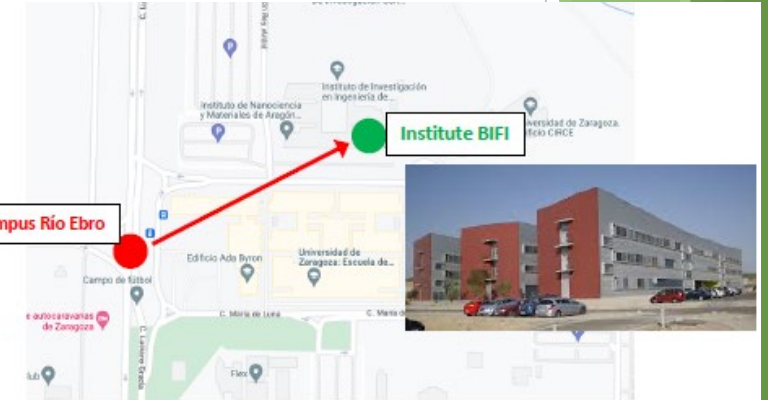 Instituto de Investigación
en Ingeniería de...
Instituto de Nanociencia
y Materiales de Aragón...
Universidad de Zaragoza.
Edificio CIRCE
Institute BIFI
mpus Río Ebro
Edificio Ada Byron
Universidad de
Zaragoza: Escuela de...
Campo de fútbol
e autocaravanas
de Zaragoza
C. María de Luna
C. María d
Flex
lub